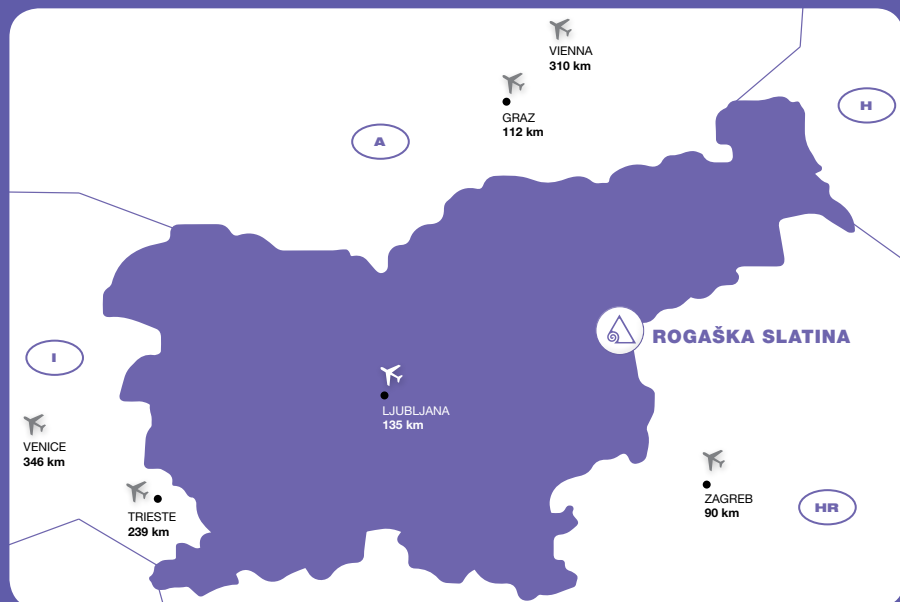 VIENNA
310 km
GRAZ
112 km
H
A
ROGAŠKA SLATINA
I
LJUBLJANA
135 km
VENICE
346 km
TRIESTE
239 km
ZAGREB
90 km
HR